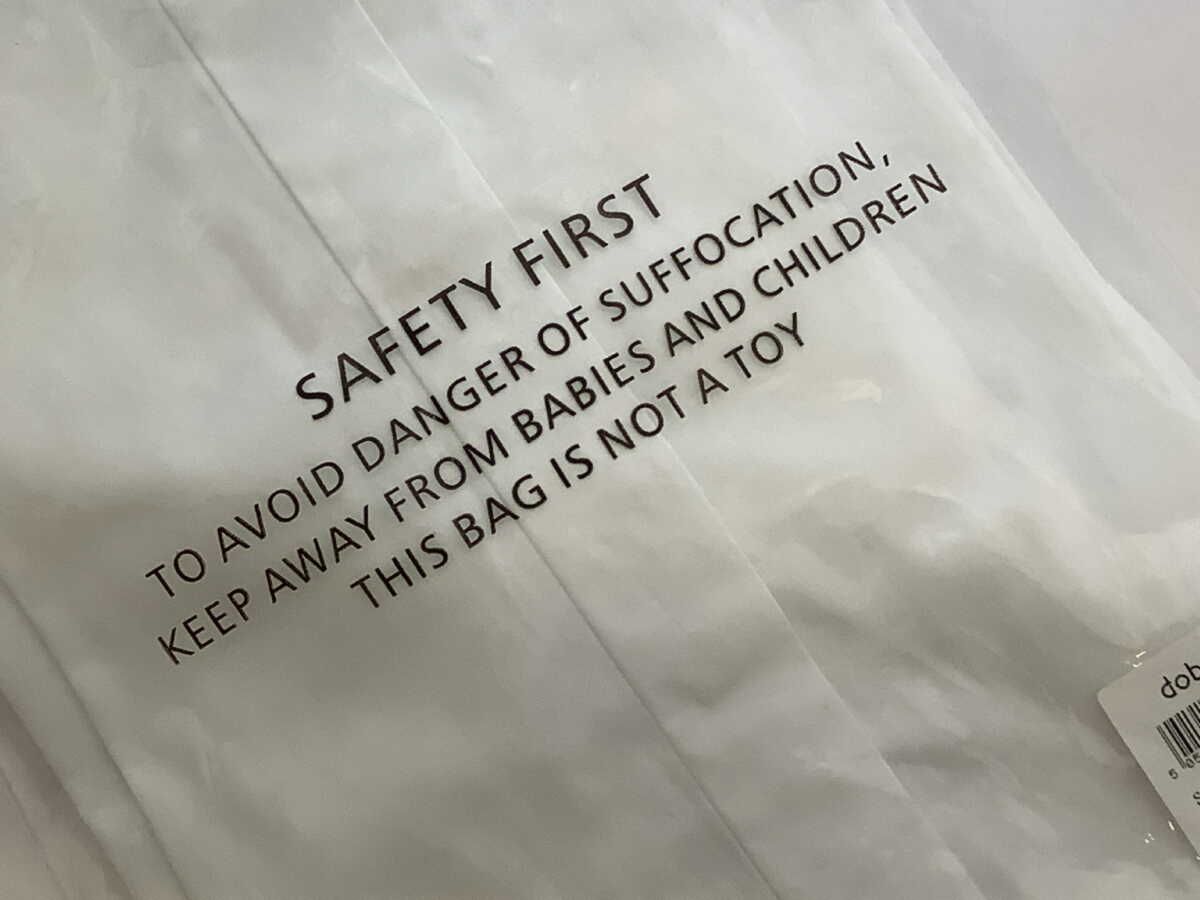 SAFETY FIRST
TO AVOID DANGER OF SUFFOCATION,
KEEP AWAY FROM BABIES AND CHILDREN
THIS BAG IS NOT A TOY